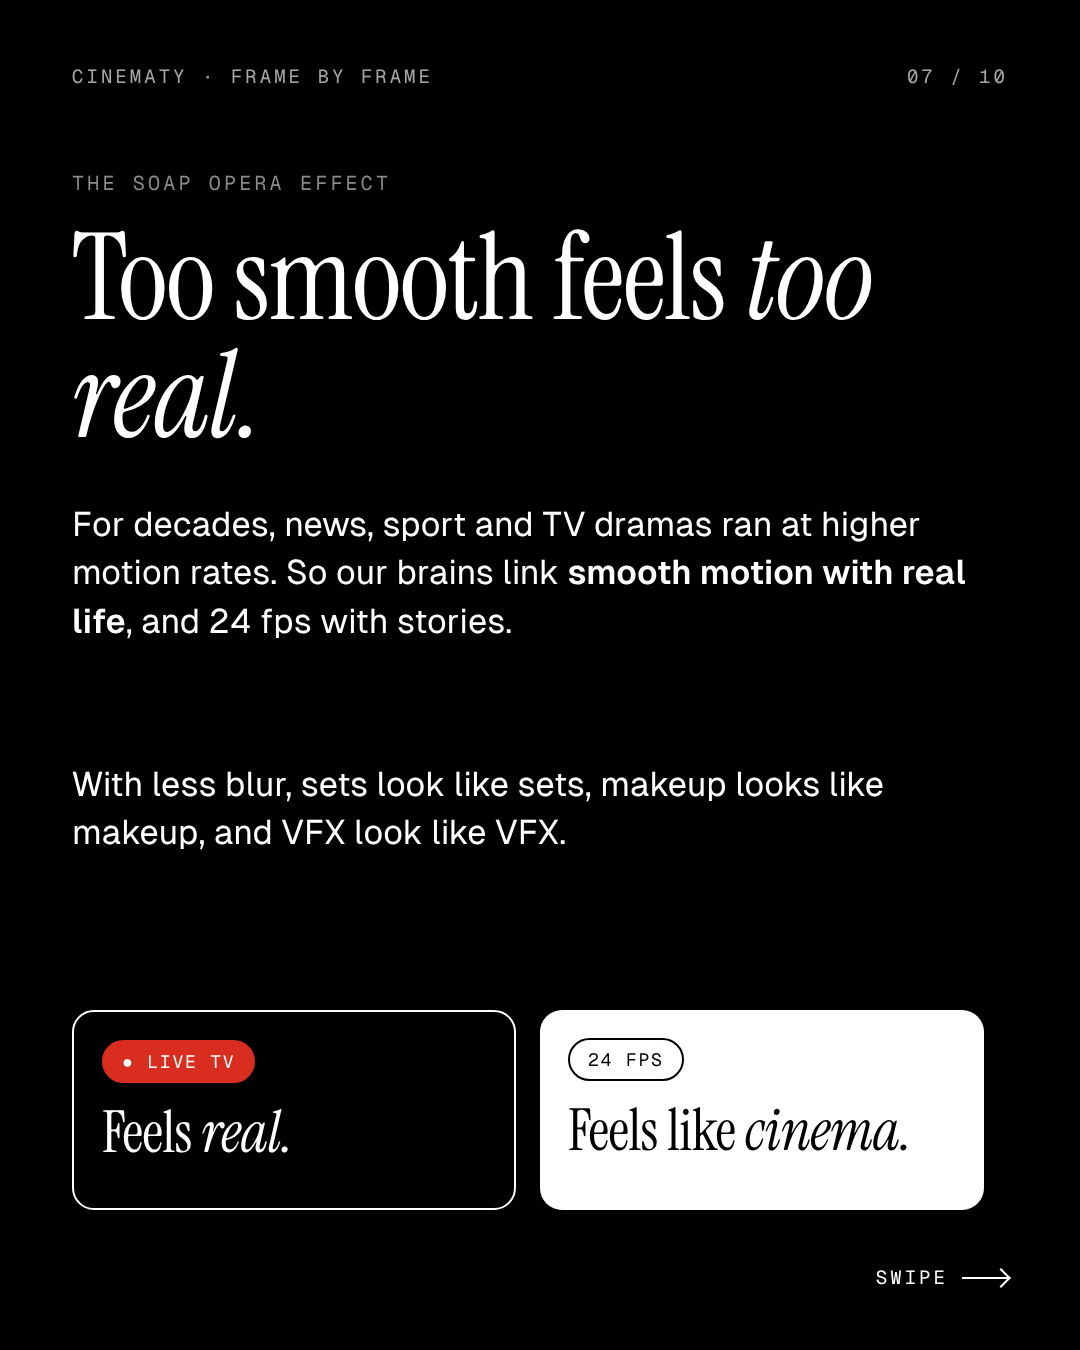 CINEMATY · FRAME BY FRAME
07 / 10
THE SOAP OPERA EFFECT
Too smooth feels too
real.
For decades, news, sport and TV dramas ran at higher
motion rates. So our brains link smooth motion with real
life, and 24 fps with stories.
With less blur, sets look like sets, makeup looks like
makeup, and VFX look like VFX.
● LIVE TV
Feels real.
24 FPS
Feels like cinema.
SWIPE →